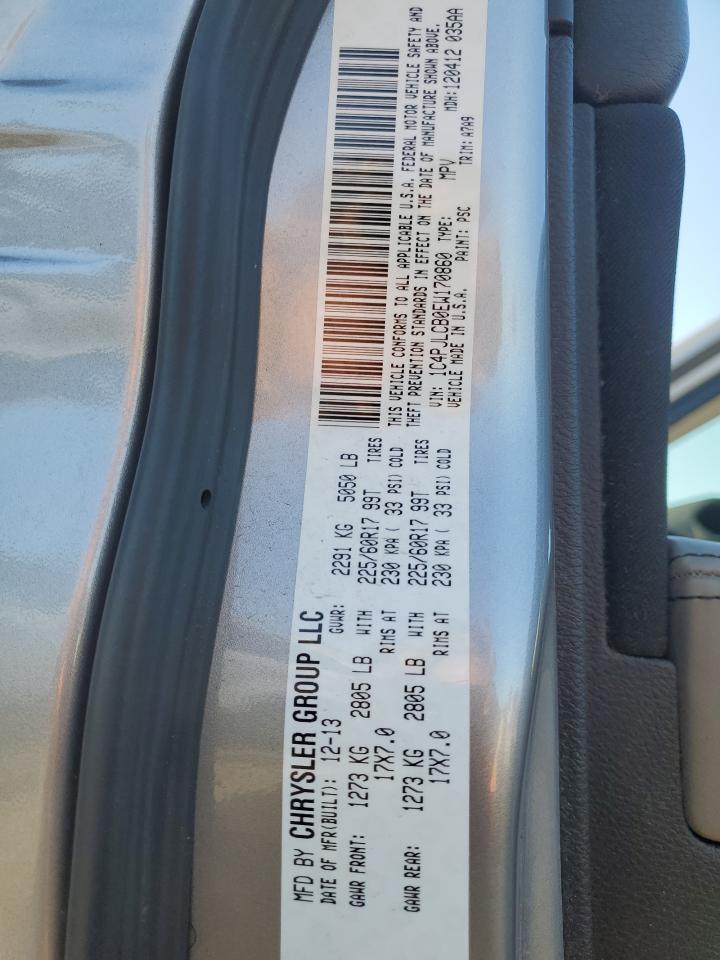 MFD BY CHRYSLER GROUP LLC
DATE OF MFR(BUILT): 12-13 GVWR: 2291 KG 5050 LB
GAWR FRONT: 1273 KG 2805 LB WITH 225/60R17 99T TIRES
17X7.0 RIMS AT 230 KPA ( 33 PSI) COLD
GAWR REAR: 1273 KG 2805 LB WITH 225/60R17 99T TIRES
17X7.0 RIMS AT 230 KPA ( 33 PSI) COLD
THIS VEHICLE CONFORMS TO ALL APPLICABLE U.S.A. FEDERAL MOTOR VEHICLE SAFETY AND
THEFT PREVENTION STANDARDS IN EFFECT ON THE DATE OF MANUFACTURE SHOWN ABOVE.
VIN: 1C4PJLCB0EW170860 TYPE: MPV MDH:120412 035AA
VEHICLE MADE IN U.S.A. PAINT: PSC TRIM: A7A9